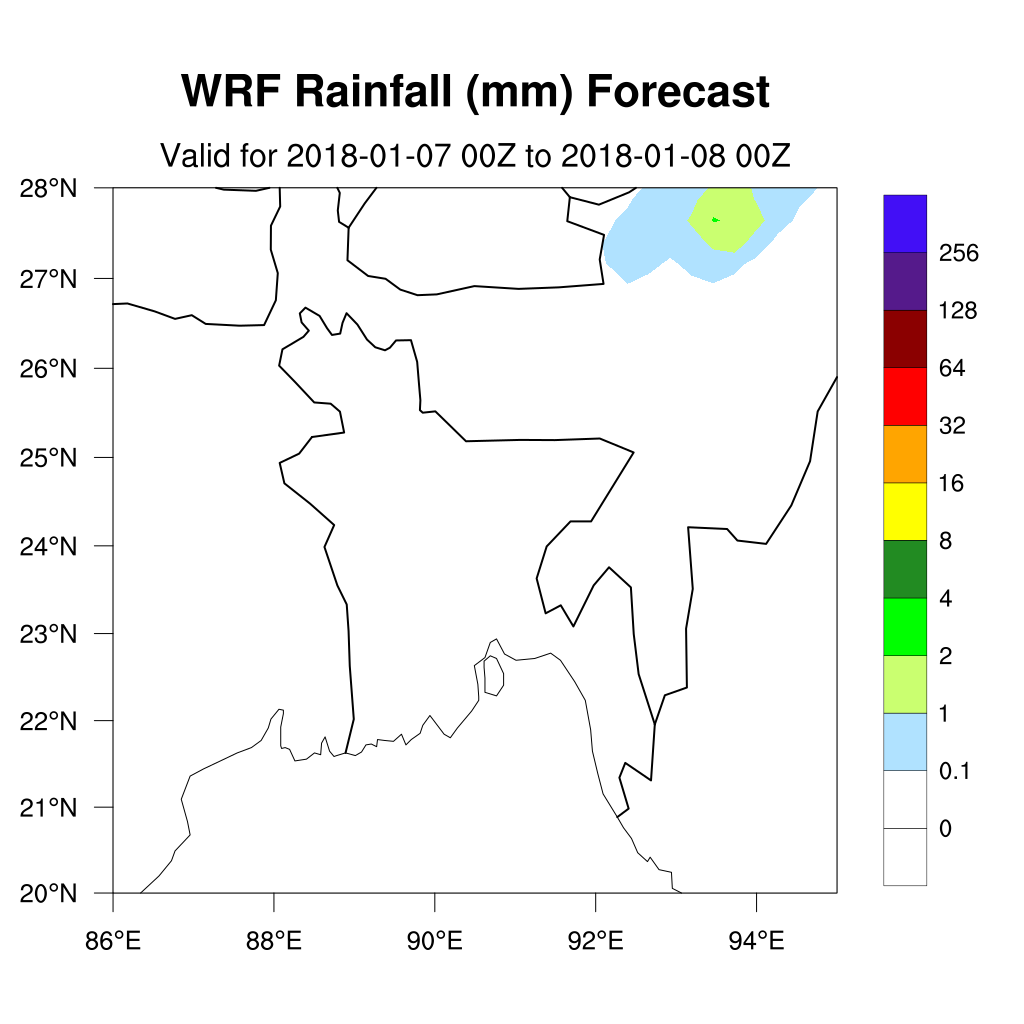 WRF Rainfall (mm) Forecast
Valid for 2018-01-07 00Z to 2018-01-08 00Z
28°N
27°N
26°N
25°N
24°N
23°N
22°N
21°N
20°N
86°E 88°E 90°E 92°E 94°E
256
128
64
32
16
8
4
2
1
0.1
0